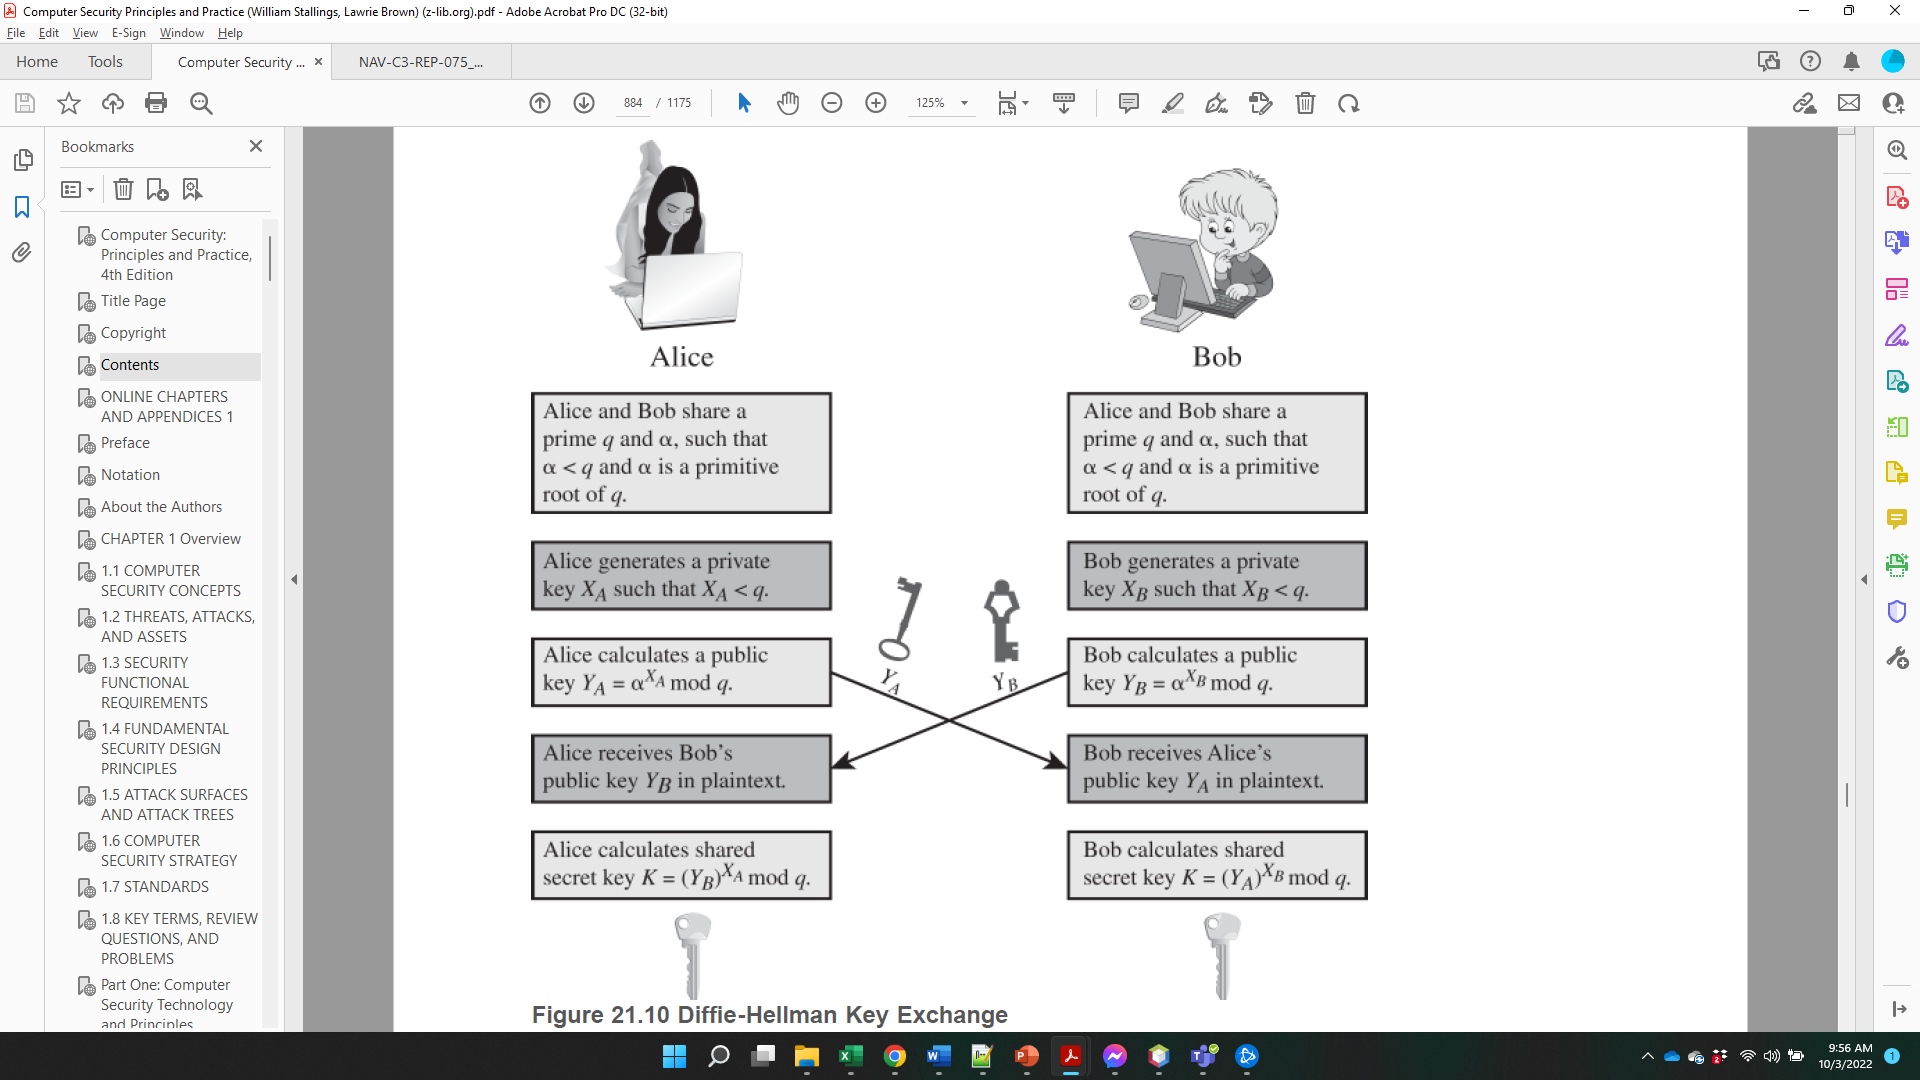 Computer Security Principles and Practice (William Stallings, Lawrie Brown) (z-lib.org).pdf - Adobe Acrobat Pro DC (32-bit)
File Edit View E-Sign Window Help
Home Tools Computer Security ... × NAV-C3-REP-075_...
884 / 1175 125%
Bookmarks
Computer Security:
Principles and Practice,
4th Edition
Title Page
Copyright
Contents
ONLINE CHAPTERS
AND APPENDICES 1
Preface
Notation
About the Authors
CHAPTER 1 Overview
1.1 COMPUTER
SECURITY CONCEPTS
1.2 THREATS, ATTACKS,
AND ASSETS
1.3 SECURITY
FUNCTIONAL
REQUIREMENTS
1.4 FUNDAMENTAL
SECURITY DESIGN
PRINCIPLES
1.5 ATTACK SURFACES
AND ATTACK TREES
1.6 COMPUTER
SECURITY STRATEGY
1.7 STANDARDS
1.8 KEY TERMS, REVIEW
QUESTIONS, AND
PROBLEMS
Part One: Computer
Security Technology
and Principles
Alice
Alice and Bob share a
prime q and α, such that
α < q and α is a primitive
root of q.
Alice generates a private
key X_A such that X_A < q.
Alice calculates a public
key Y_A = α^X_A mod q.
Alice receives Bob's
public key Y_B in plaintext.
Alice calculates shared
secret key K = (Y_B)^X_A mod q.
Y_A
Y_B
Bob
Alice and Bob share a
prime q and α, such that
α < q and α is a primitive
root of q.
Bob generates a private
key X_B such that X_B < q.
Bob calculates a public
key Y_B = α^X_B mod q.
Bob receives Alice's
public key Y_A in plaintext.
Bob calculates shared
secret key K = (Y_A)^X_B mod q.
Figure 21.10 Diffie-Hellman Key Exchange
9:56 AM
10/3/2022
1